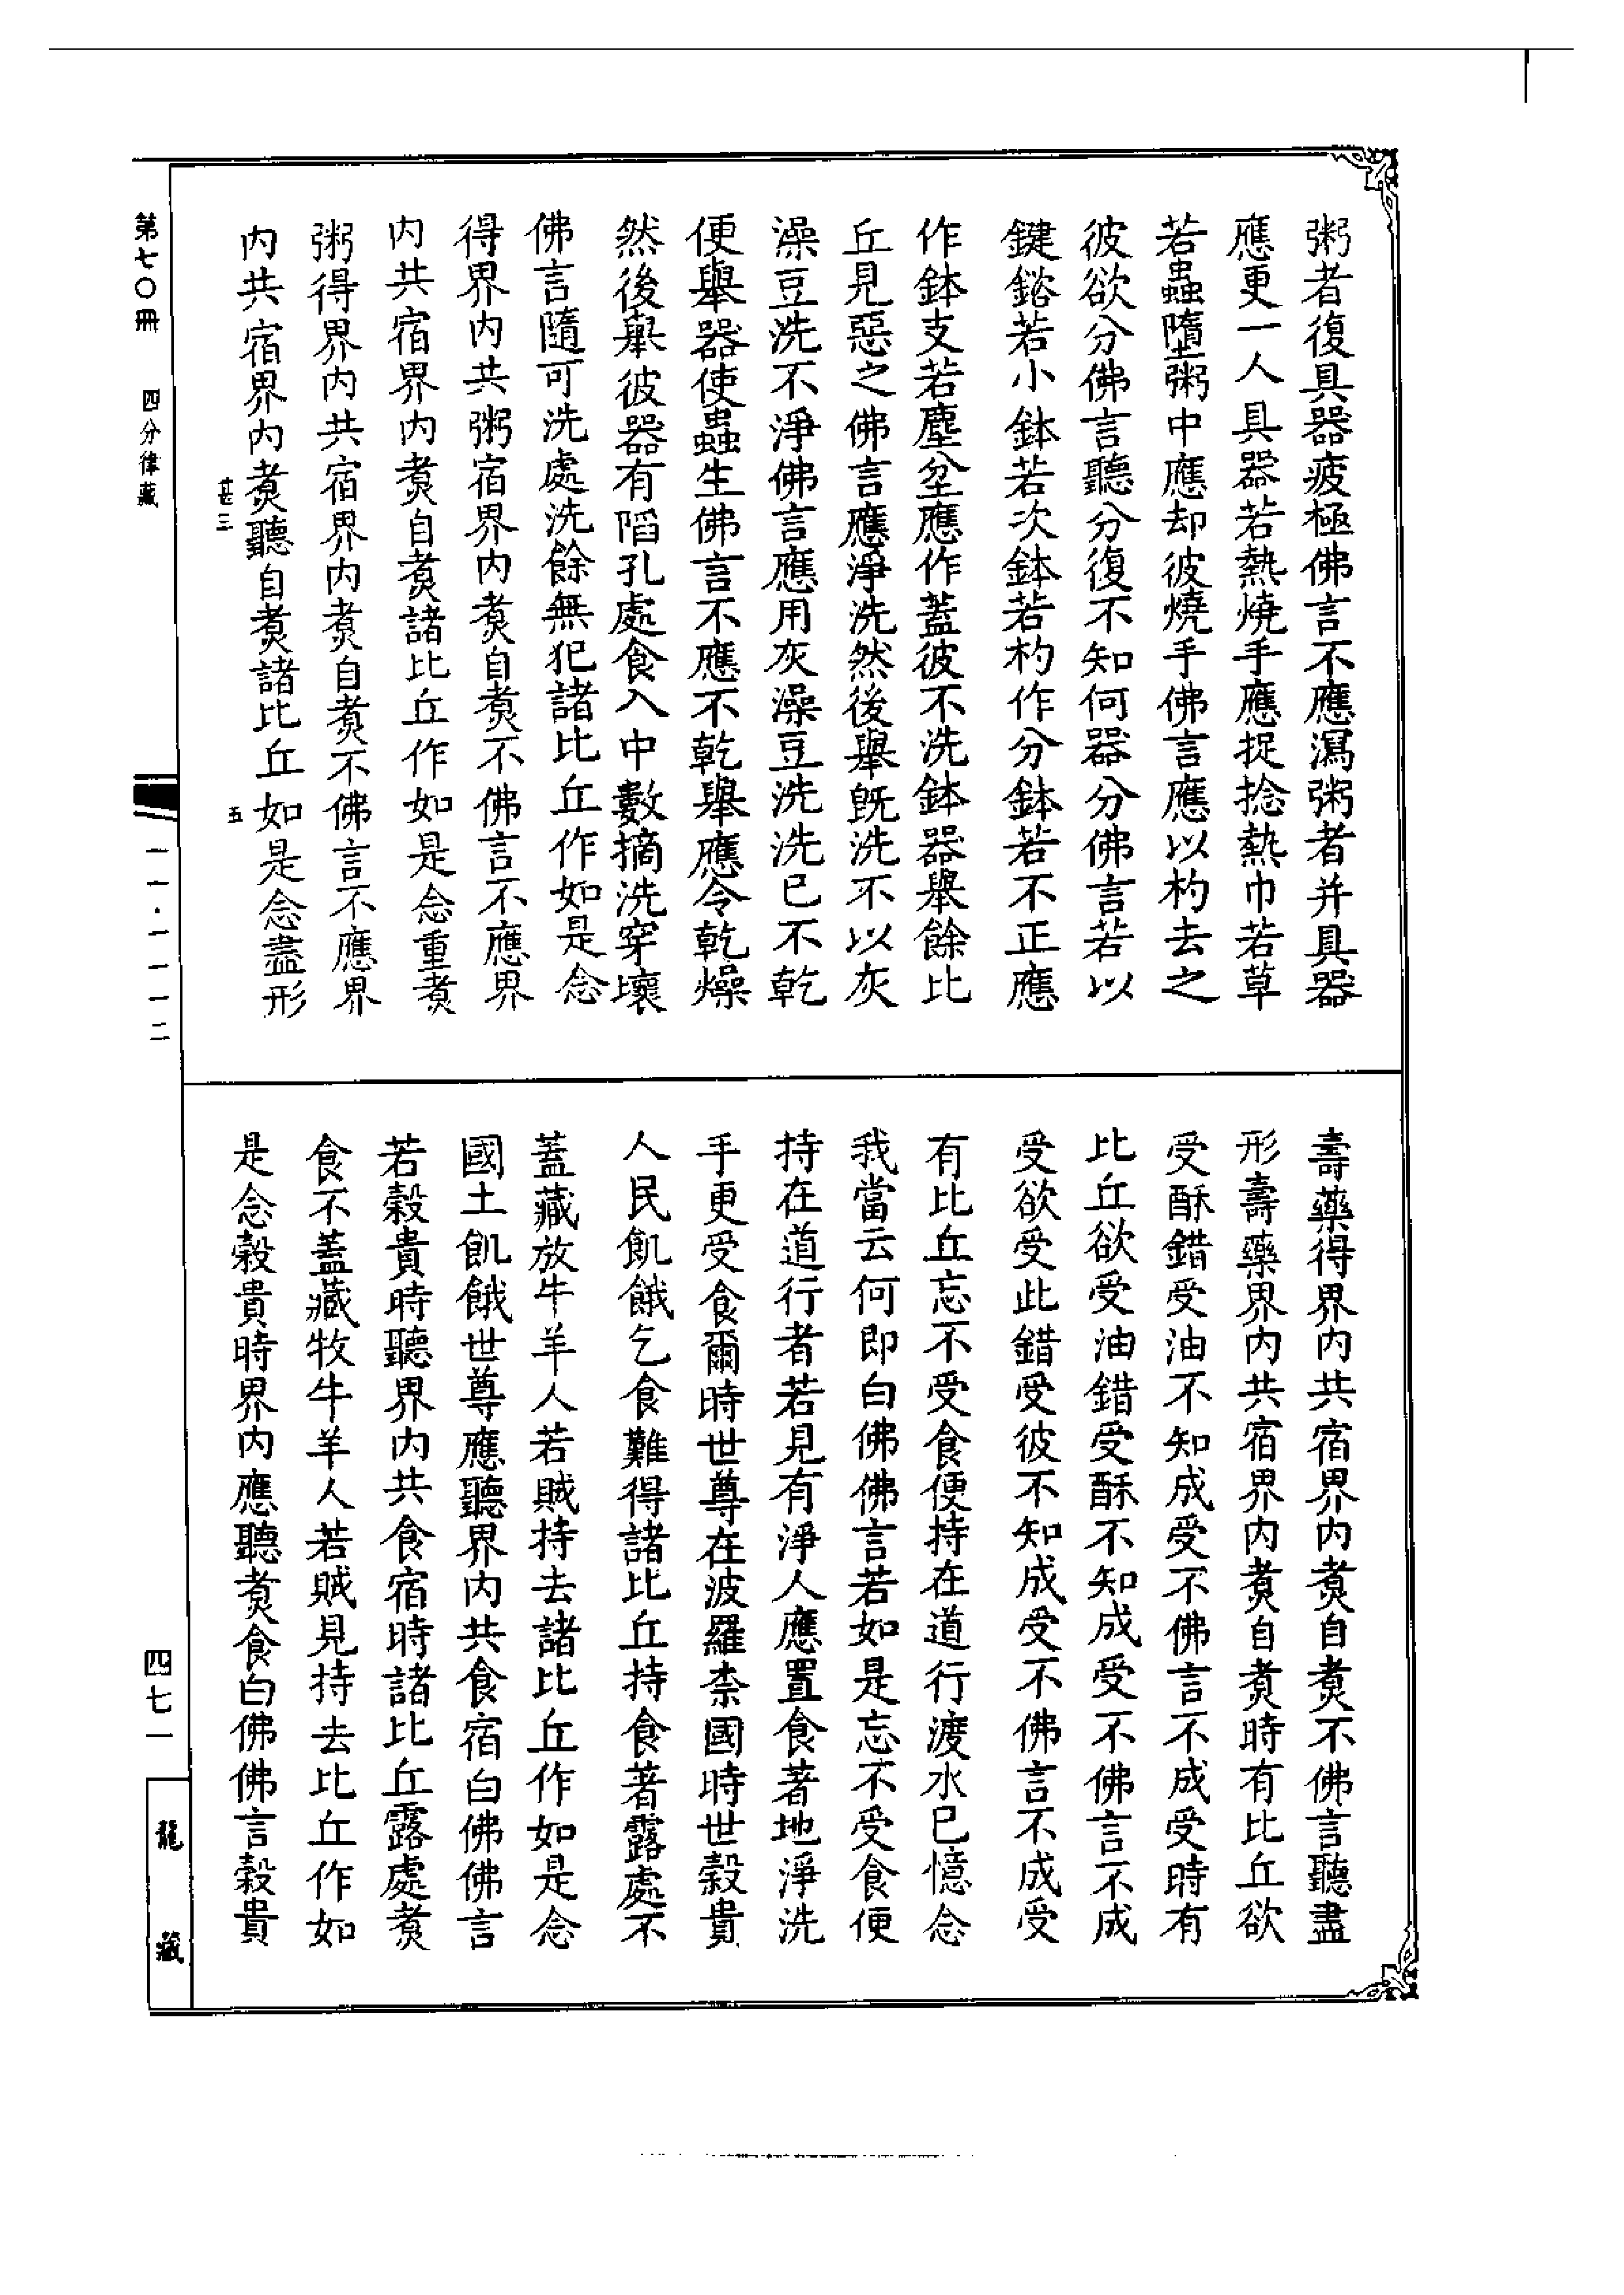 粥者復具器疲極佛言不應瀉粥者并具器
應更一人具器若熱燒手應捉捻熱巾若草
若蟲墮粥中應却彼燒手佛言應以杓去之
彼欲分佛言聽分復不知何器分佛言若以
鍵鎔若小鉢若次鉢若杓作分鉢若不正應
作鉢支若塵坌應作蓋彼不洗鉢器舉餘比
丘見惡之佛言應淨洗然後舉旣洗不以灰
澡豆洗不淨佛言應用灰澡豆洗洗已不乾
便舉器使蟲生佛言不應不乾舉應令乾燥
然後舉彼器有䧟孔處食入中數摘洗穿壞
佛言隨可洗處洗餘無犯諸比丘作如是念
得界内共粥宿界内煑自煑不佛言不應界
内共宿界内煑自煑諸比丘作如是念重煑
粥得界内共宿界内煑自煑不佛言不應界
内共宿界内煑聽自煑諸比丘如是念盡形
壽藥得界内共宿界内煑自煑不佛言聽盡
形壽藥界内共宿界内煑自煑時有比丘欲
受酥錯受油不知成受不佛言不成受時有
比丘欲受油錯受酥不知成受不佛言不成
受欲受此錯受彼不知成受不佛言不成受
有比丘忘不受食便持在道行渡水已憶念
我當云何即白佛佛言若如是忘不受食便
持在道行者若見有淨人應置食著地淨洗
手更受食爾時世尊在波羅柰國時世穀貴
人民飢餓乞食難得諸比丘持食著露處不
蓋藏放牛羊人若賊持去諸比丘作如是念
國土飢餓世尊應聽界内共食宿白佛佛言
若穀貴時聽界内共食宿時諸比丘露處煑
食不蓋藏牧牛羊人若賊見持去比丘作如
是念穀貴時界内應聽煑食白佛佛言穀貴
甚三
五
第七〇冊
四分律藏
一一·一一一二
四七一
龍藏